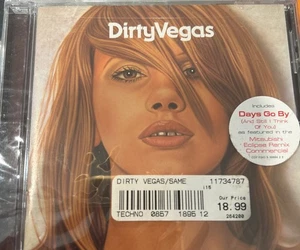 DirtyVegas
Includes
Days Go By
(And Still I Think
Of You)
as featured in the
Mitsubishi
Eclipse Remix
Commercial
DIRTY VEGAS/SAME 11734787
Our Price
18.99
TECHNO 0857 1896 12 264200